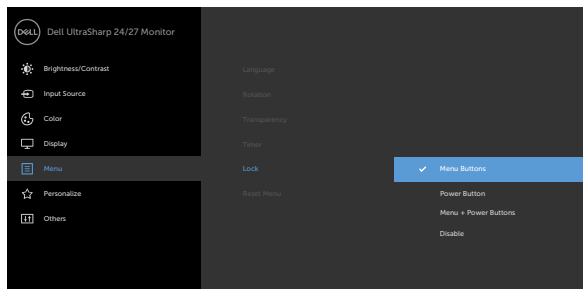 DELL Dell UltraSharp 24/27 Monitor
Brightness/Contrast
Input Source
Color
Display
Menu
Personalize
Others
Language
Rotation
Transparency
Timer
Lock
Reset Menu
Menu Buttons
Power Button
Menu + Power Buttons
Disable